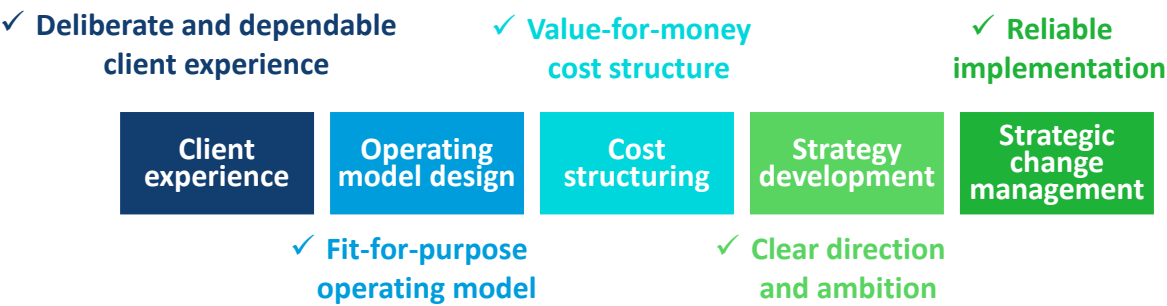 ✓ Deliberate and dependable
client experience
✓ Value-for-money
cost structure
✓ Reliable
implementation
Client
experience
Operating
model design
Cost
structuring
Strategy
development
Strategic
change
management
✓ Fit-for-purpose
operating model
✓ Clear direction
and ambition